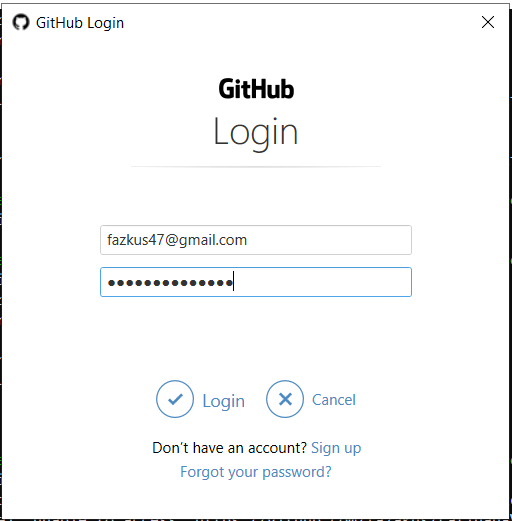 GitHub Login
GitHub
Login
fazkus47@gmail.com
●●●●●●●●●●●●●●
Login Cancel
Don't have an account? Sign up
Forgot your password?